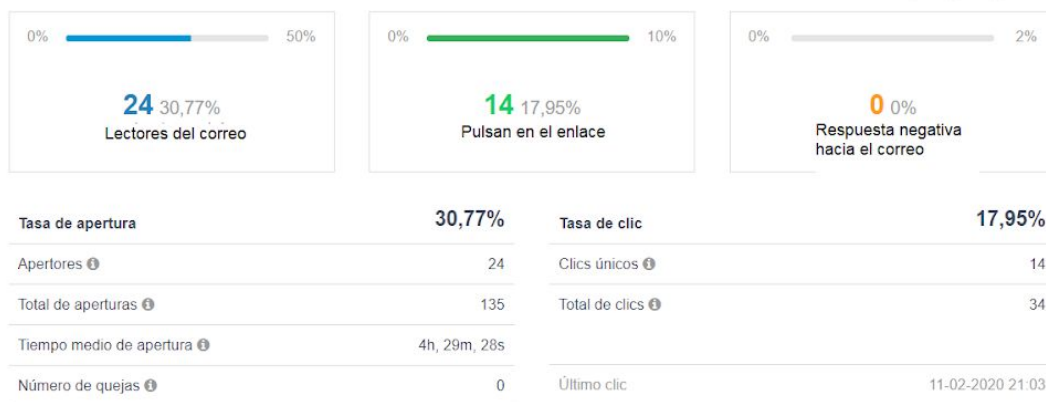 0% 50%
24 30,77%
Lectores del correo
0% 10%
14 17,95%
Pulsan en el enlace
0% 2%
0 0%
Respuesta negativa
hacia el correo
Tasa de apertura 30,77%
Apertores 24
Total de aperturas 135
Tiempo medio de apertura 4h, 29m, 28s
Número de quejas 0
Tasa de clic 17,95%
Clics únicos 14
Total de clics 34
Último clic 11-02-2020 21:03